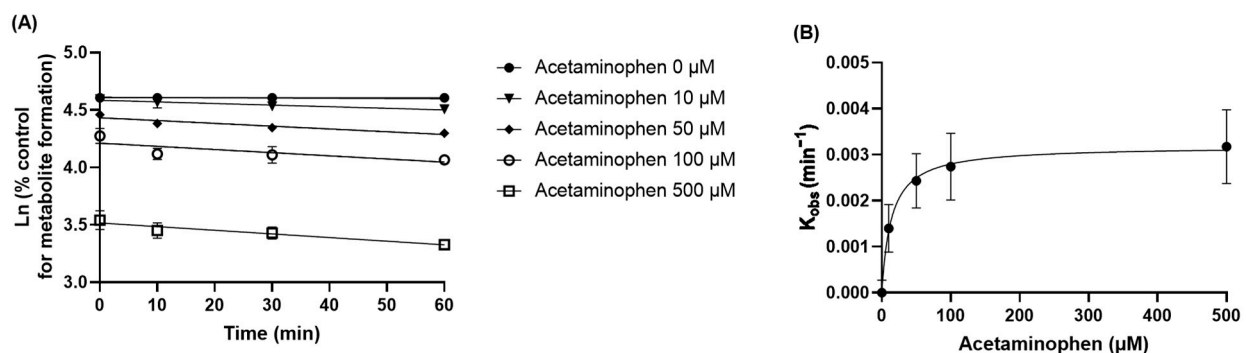 (A)
5.0
4.5
4.0
3.5
3.0
Ln (% control
for metabolite formation)
0
10
20
30
40
50
60
Time (min)
Acetaminophen 0 µM
Acetaminophen 10 µM
Acetaminophen 50 µM
Acetaminophen 100 µM
Acetaminophen 500 µM
(B)
0.005
0.004
0.003
0.002
0.001
0.000
Kobs (min⁻¹)
0
100
200
300
400
500
Acetaminophen (µM)